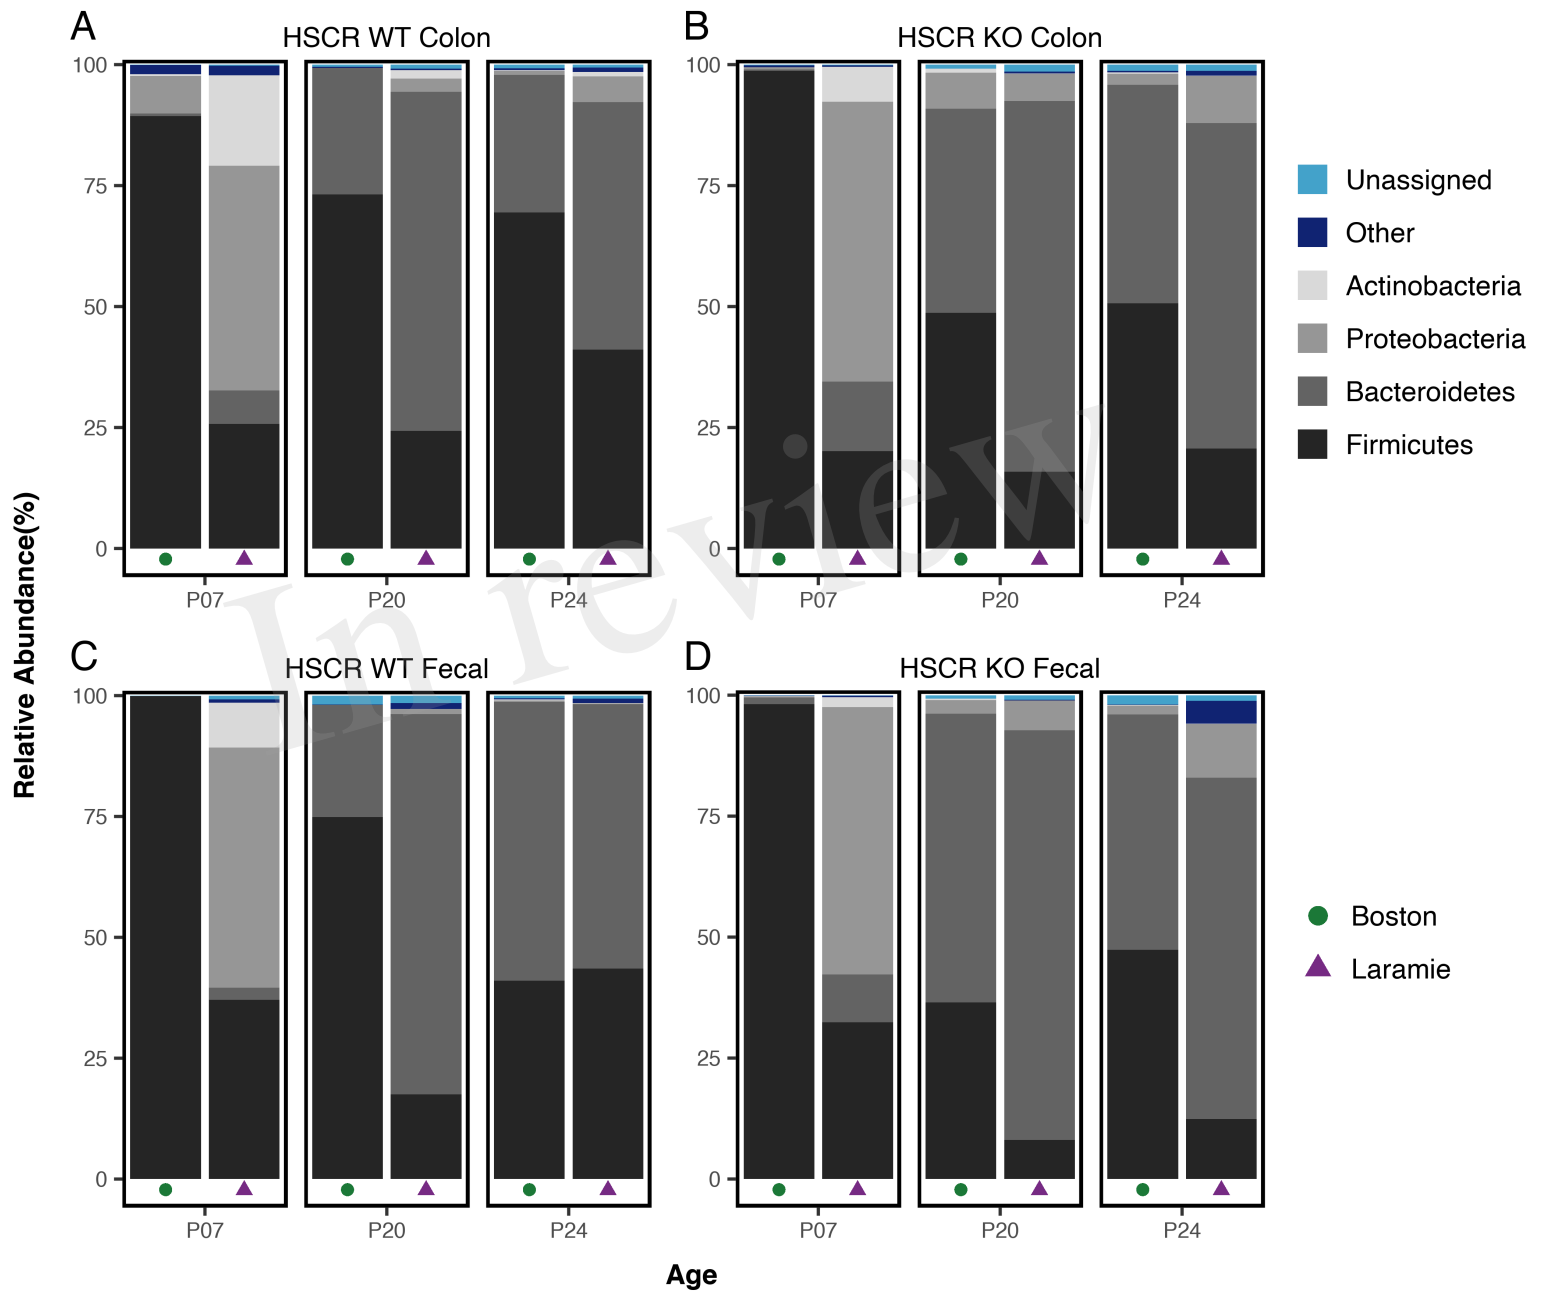 A
HSCR WT Colon
100
75
50
25
0
P07
P20
P24
B
HSCR KO Colon
100
75
50
25
0
P07
P20
P24
Unassigned
Other
Actinobacteria
Proteobacteria
Bacteroidetes
Firmicutes
Relative Abundance(%)
In review
C
HSCR WT Fecal
100
75
50
25
0
P07
P20
P24
D
HSCR KO Fecal
100
75
50
25
0
P07
P20
P24
Boston
Laramie
Age